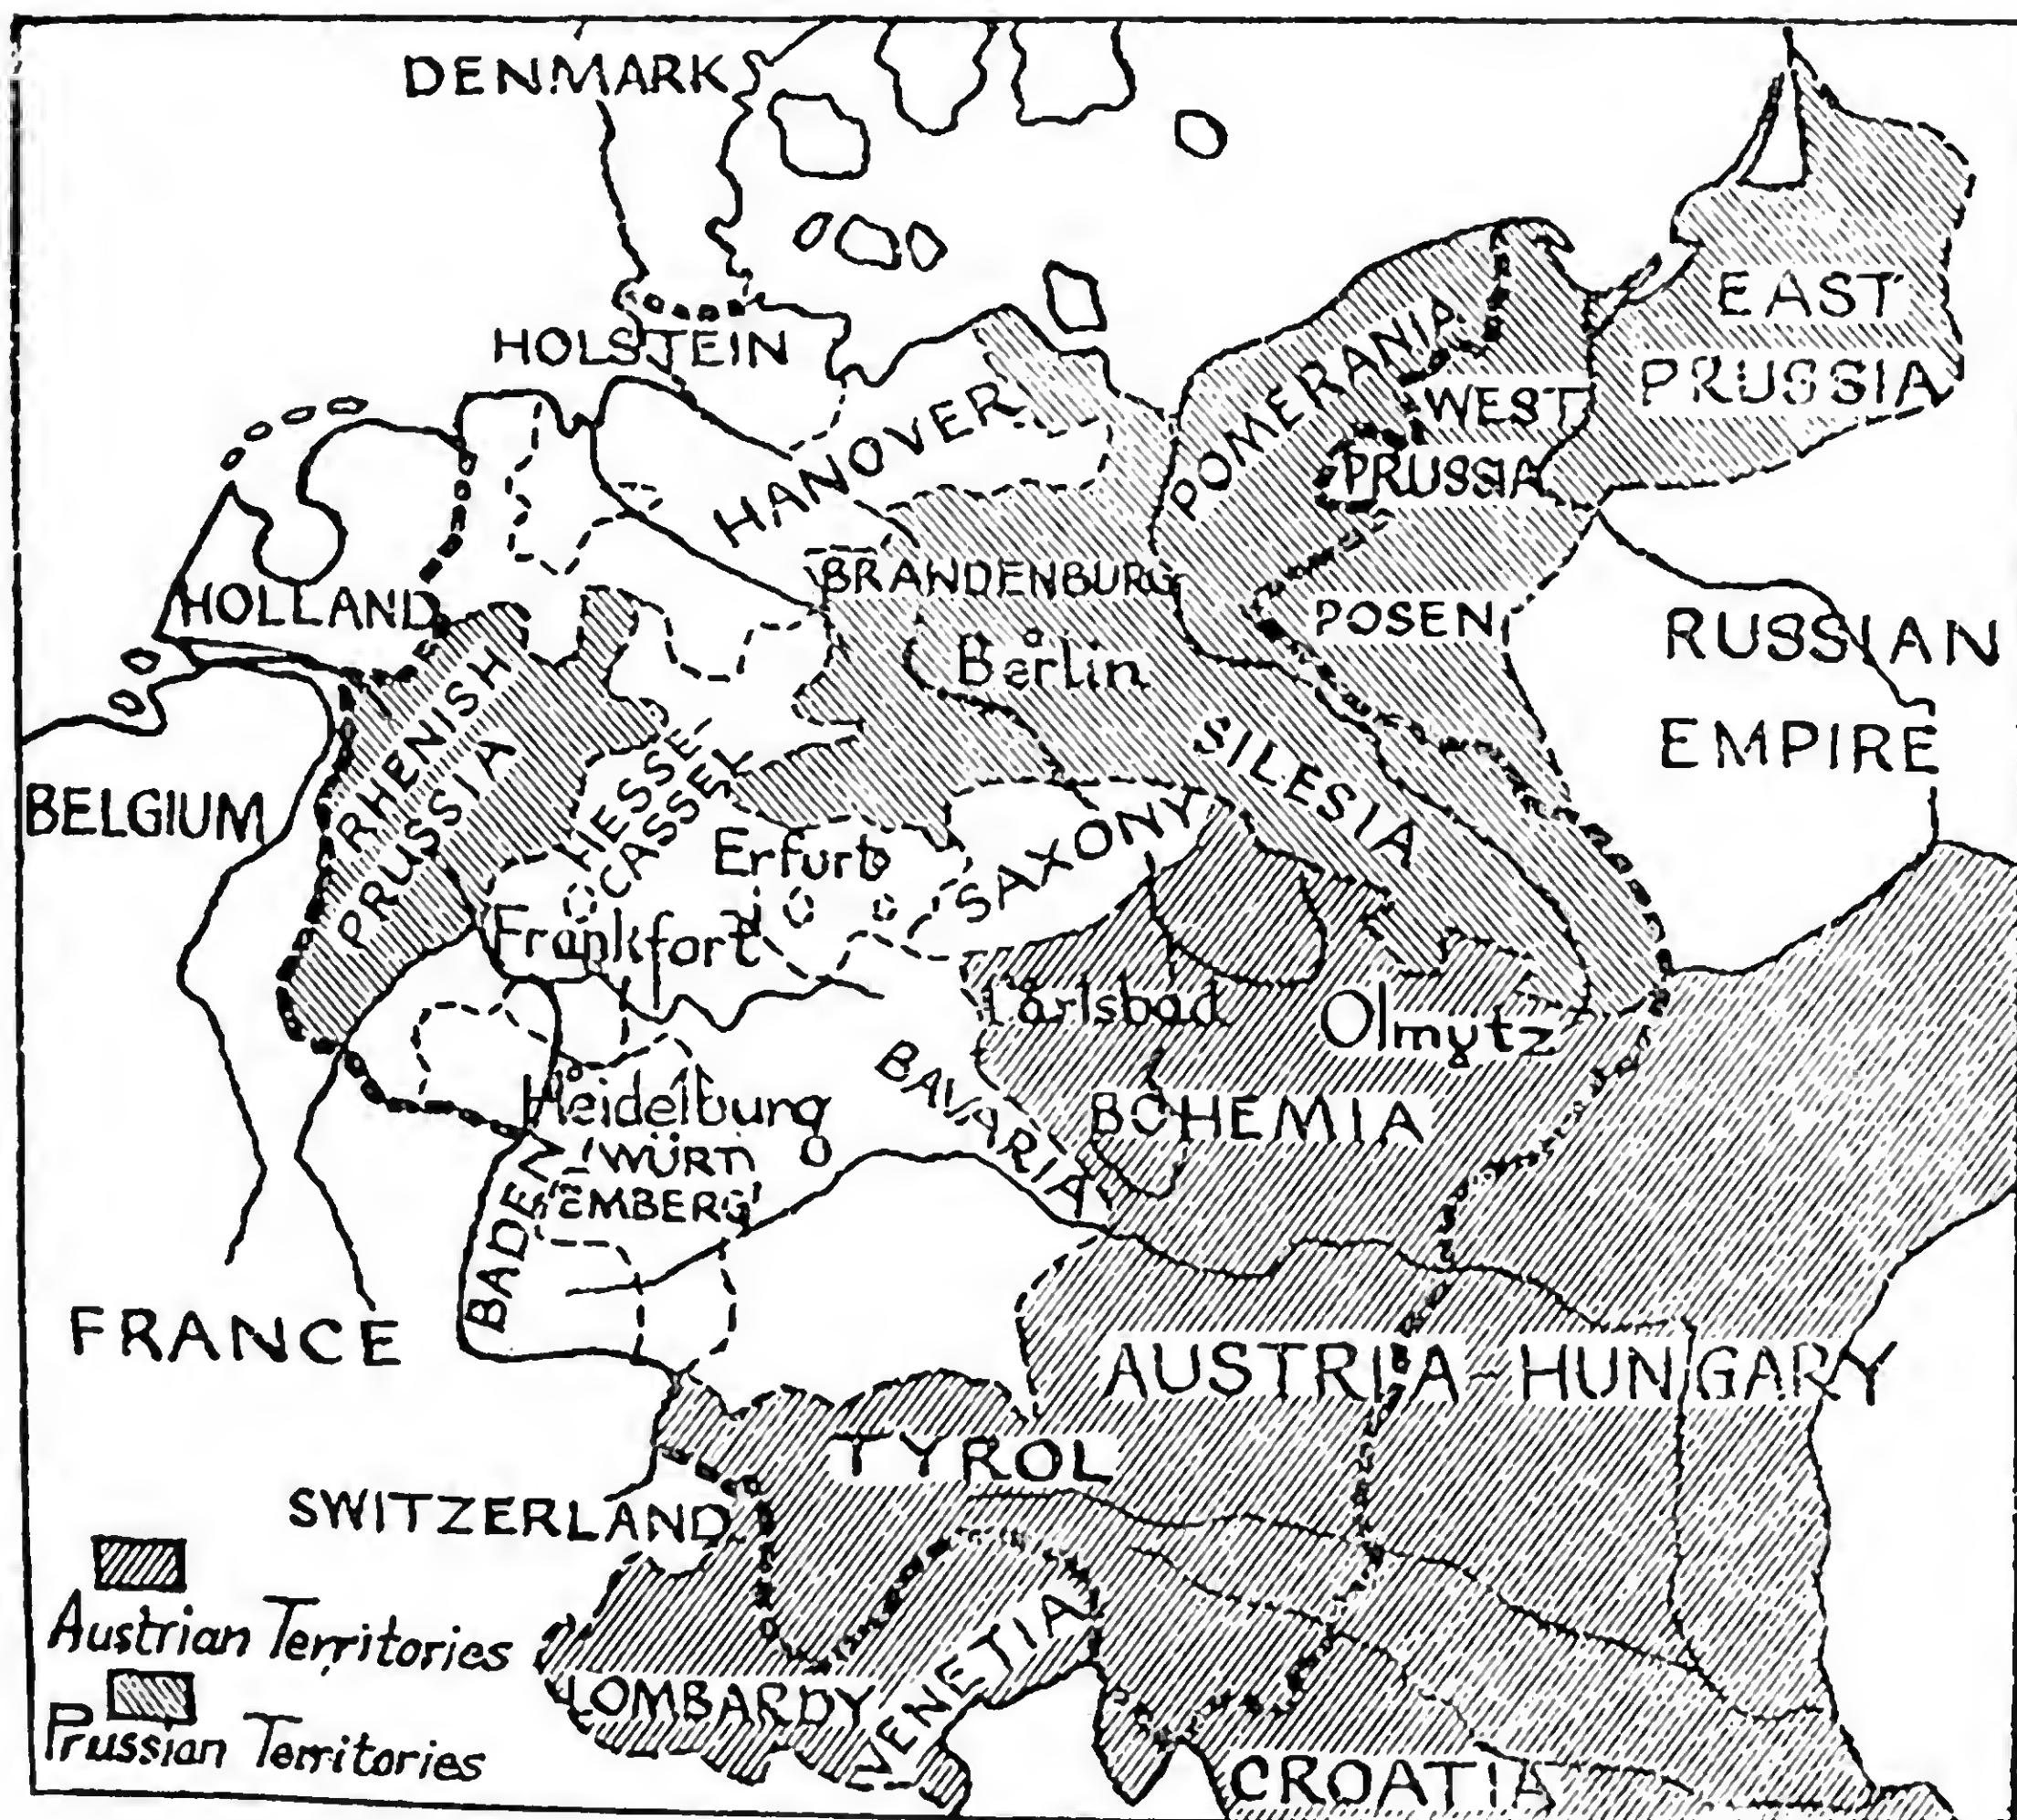 DENMARK
HOLSTEIN
EAST
PRUSSIA
POMERANIA
WEST
PRUSSIA
HANOVER
HOLLAND
BRANDENBURG
Berlin
POSEN
RUSSIAN
EMPIRE
RHENISH
PRUSSIA
BELGIUM
HESSE
CASSEL
SILESIA
Erfurt
SAXONY
Frankfort
Carlsbad
Olmutz
Heidelburg
BAVARIA
BOHEMIA
BADEN
WÜRT
EMBERG
FRANCE
AUSTRIA-HUNGARY
TYROL
SWITZERLAND
LOMBARDY
VENETIA
CROATIA
Austrian Territories
Prussian Territories